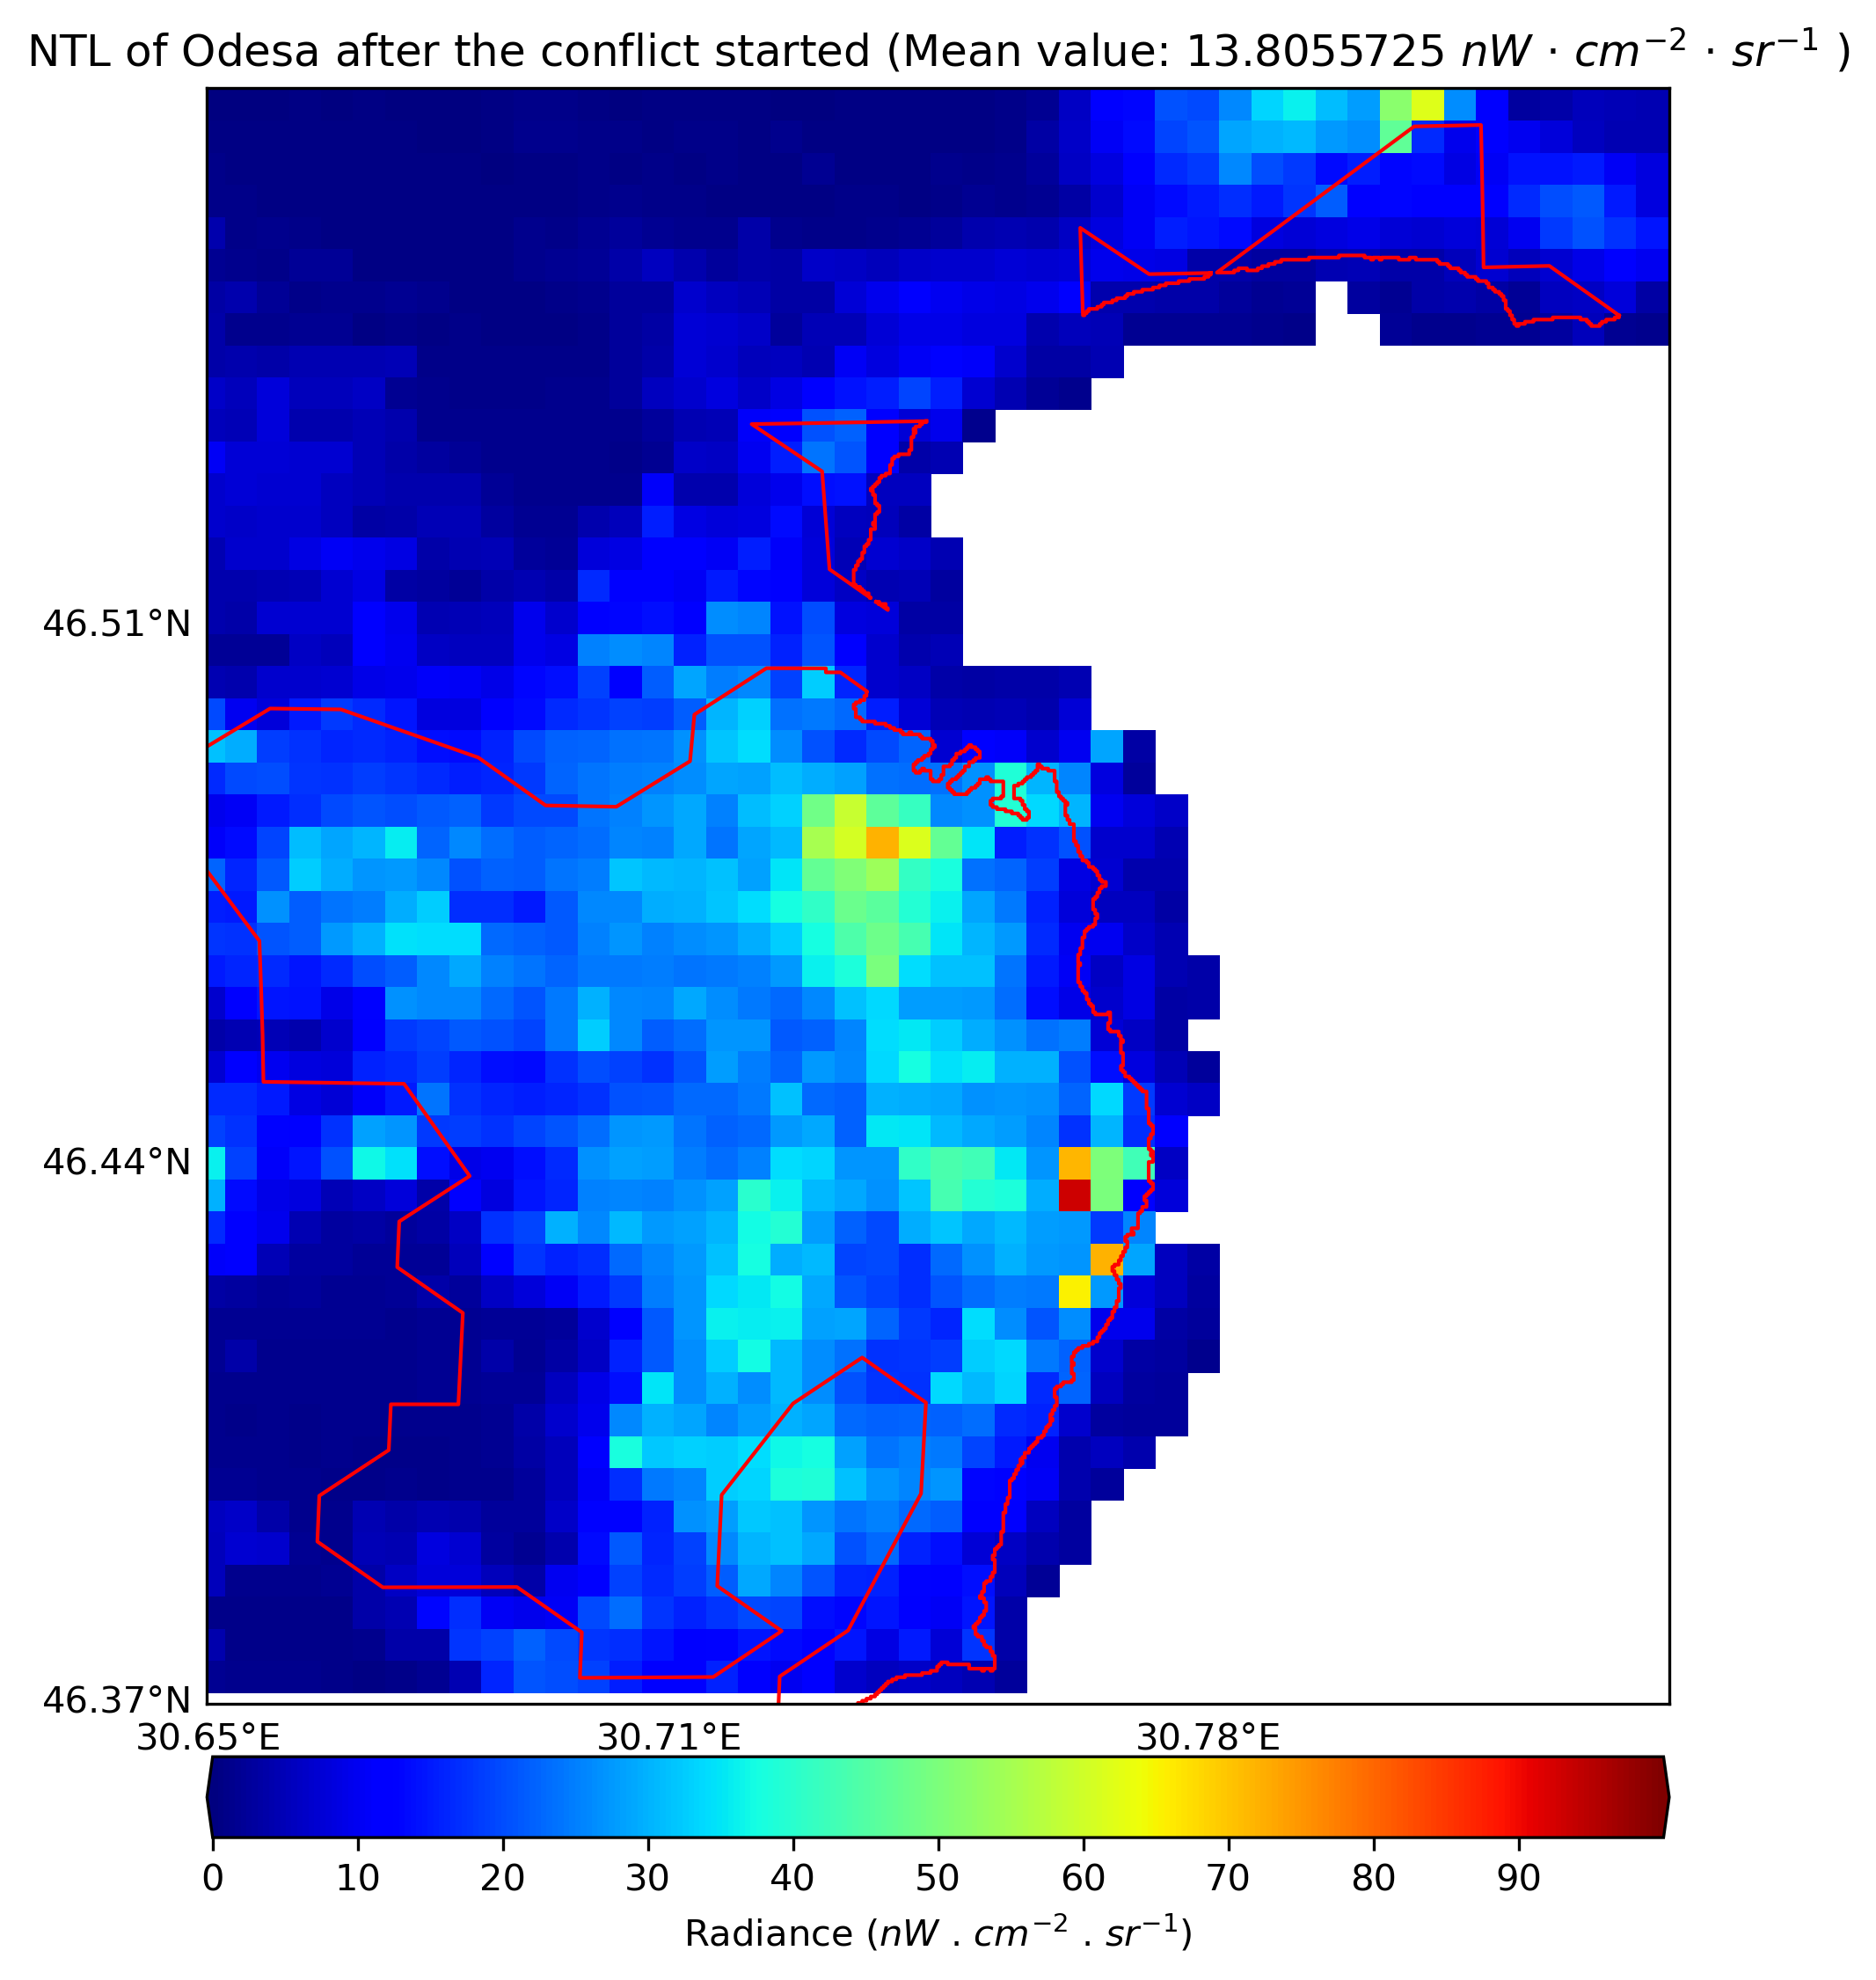 NTL of Odesa after the conflict started (Mean value: 13.8055725 nW · cm⁻² · sr⁻¹ )
46.51°N
46.44°N
46.37°N
30.65°E 30.71°E 30.78°E
0 10 20 30 40 50 60 70 80 90
Radiance (nW . cm⁻² . sr⁻¹)